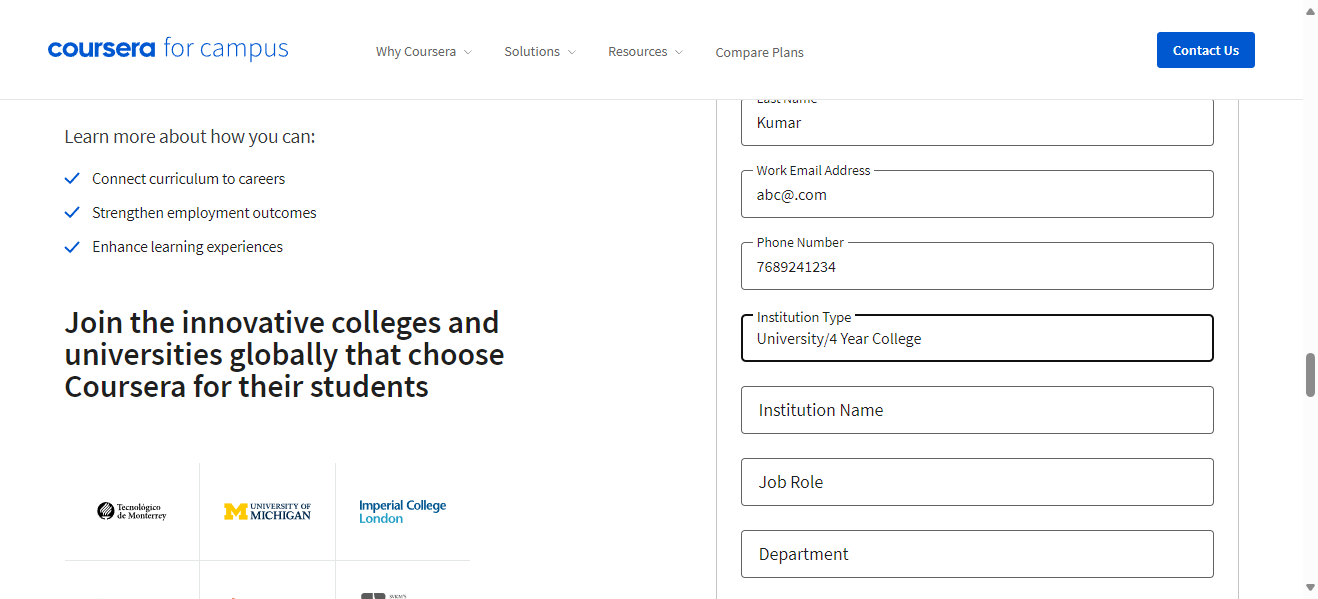 coursera for campus
Why Coursera
Solutions
Resources
Compare Plans
Contact Us
Learn more about how you can:
Connect curriculum to careers
Strengthen employment outcomes
Enhance learning experiences
Join the innovative colleges and
universities globally that choose
Coursera for their students
Tecnológico
de Monterrey
M UNIVERSITY OF
MICHIGAN
Imperial College
London
Last Name
Kumar
Work Email Address
abc@.com
Phone Number
7689241234
Institution Type
University/4 Year College
Institution Name
Job Role
Department